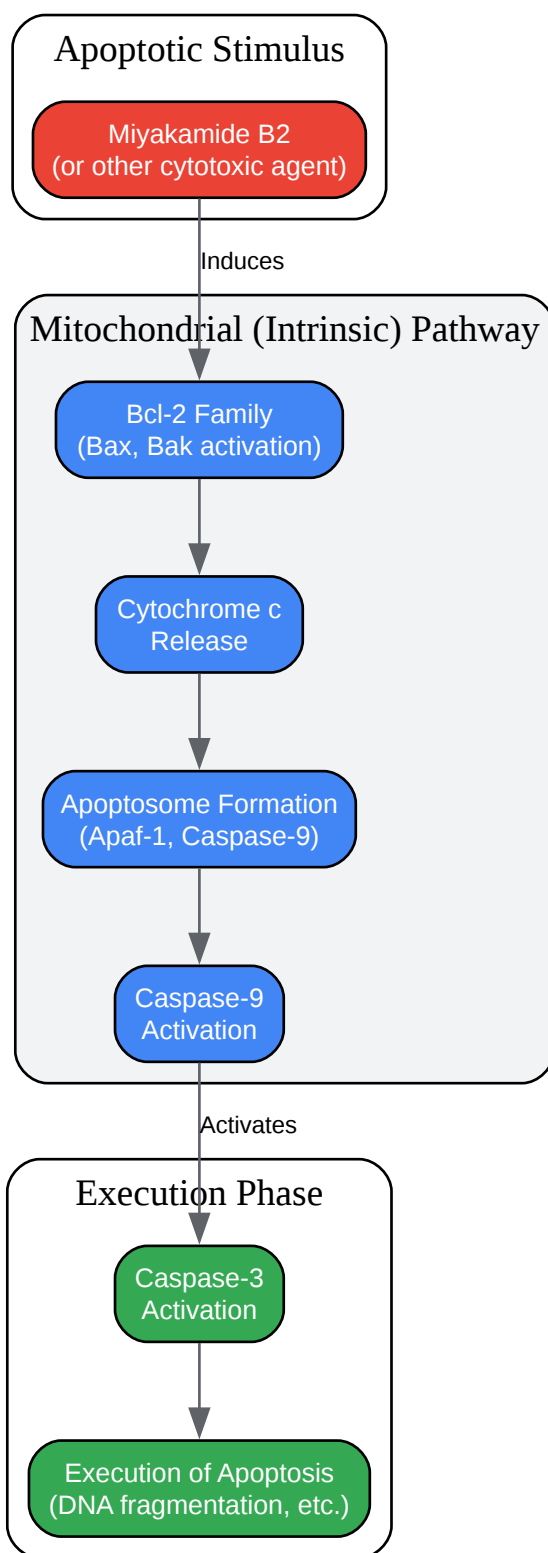 Apoptotic Stimulus
Miyakamide B2
(or other cytotoxic agent)
Induces
Mitochondrial (Intrinsic) Pathway
Bcl-2 Family
(Bax, Bak activation)
Cytochrome c
Release
Apoptosome Formation
(Apaf-1, Caspase-9)
Caspase-9
Activation
Activates
Execution Phase
Caspase-3
Activation
Execution of Apoptosis
(DNA fragmentation, etc.)